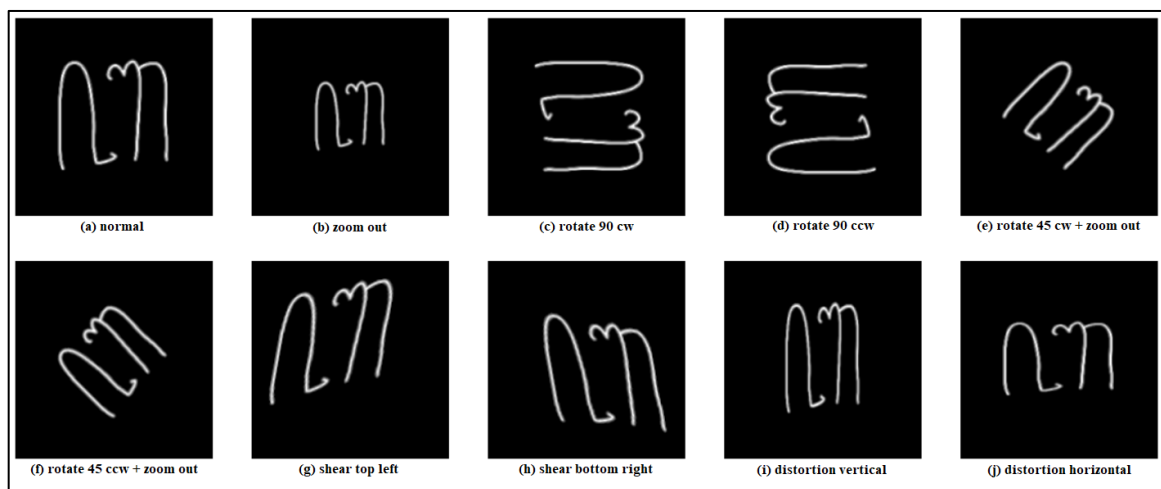 (a) normal
(b) zoom out
(c) rotate 90 cw
(d) rotate 90 ccw
(e) rotate 45 cw + zoom out
(f) rotate 45 ccw + zoom out
(g) shear top left
(h) shear bottom right
(i) distortion vertical
(j) distortion horizontal